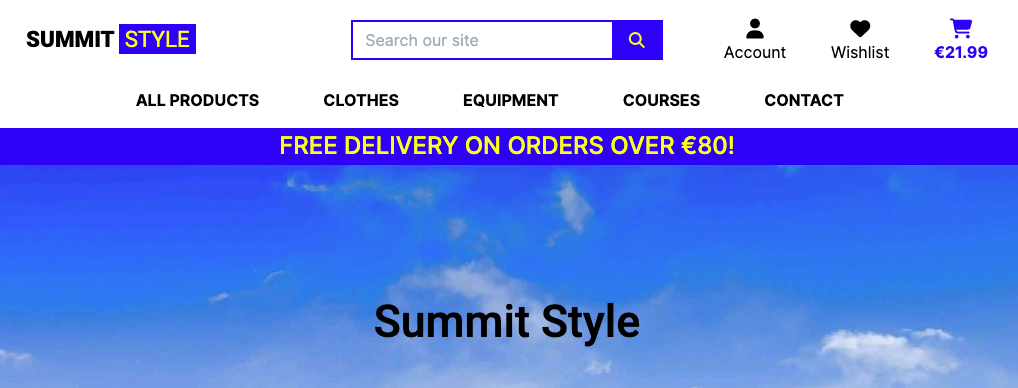 SUMMIT STYLE
Search our site
Account
Wishlist
€21.99
ALL PRODUCTS
CLOTHES
EQUIPMENT
COURSES
CONTACT
FREE DELIVERY ON ORDERS OVER €80!
Summit Style